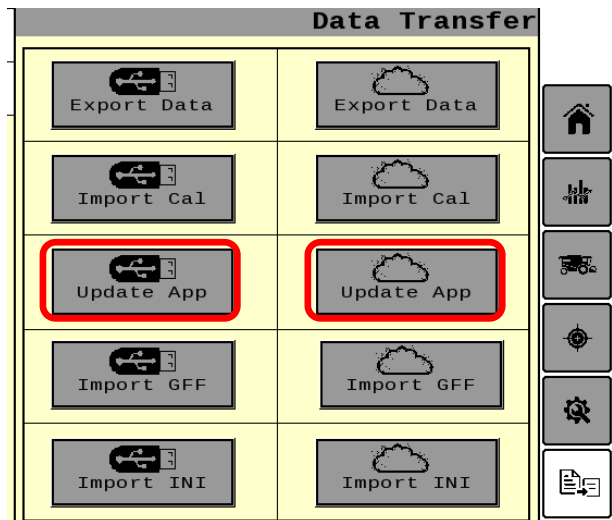 Data Transfer
Export Data
Export Data
Import Cal
Import Cal
Update App
Update App
Import GFF
Import GFF
Import INI
Import INI